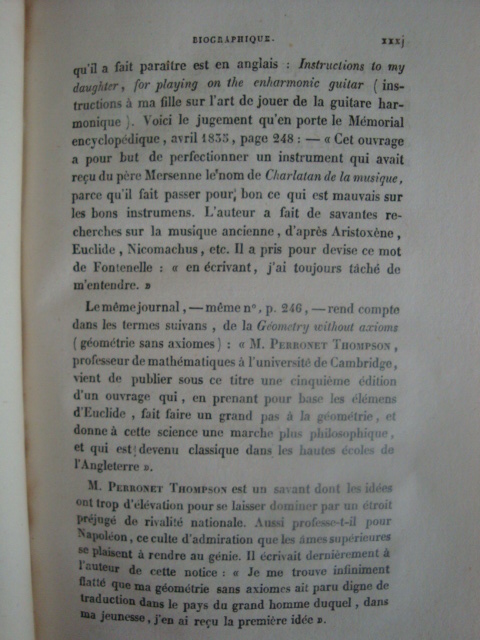 BIOGRAPHIQUE. xxxj
qu'il a fait paraître est en anglais : Instructions to my
daughter, for playing on the enharmonic guitar ( ins-
tructions à ma fille sur l'art de jouer de la guitare har-
monique ). Voici le jugement qu'en porte le Mémorial
encyclopédique, avril 1833, page 248 : — « Cet ouvrage
a pour but de perfectionner un instrument qui avait
reçu du père Mersenne le nom de Charlatan de la musique,
parce qu'il fait passer pour bon ce qui est mauvais sur
les bons instrumens. L'auteur a fait de savantes re-
cherches sur la musique ancienne, d'après Aristoxène,
Euclide, Nicomachus, etc. Il a pris pour devise ce mot
de Fontenelle : « en écrivant, j'ai toujours tâché de
m'entendre. »
Le même journal, — même n°, p. 246, — rend compte
dans les termes suivans, de la Géometry without axioms
( géométrie sans axiomes ) : « M. PERRONET THOMPSON,
professeur de mathématiques à l'université de Cambridge,
vient de publier sous ce titre une cinquième édition
d'un ouvrage qui, en prenant pour base les élémens
d'Euclide, fait faire un grand pas à la géométrie, et
donne à cette science une marche plus philosophique,
et qui est devenu classique dans les hautes écoles de
l'Angleterre ».
M. PERRONET THOMPSON est un savant dont les idées
ont trop d'élévation pour se laisser dominer par un étroit
préjugé de rivalité nationale. Aussi professe-t-il pour
Napoléon, ce culte d'admiration que les âmes supérieures
se plaisent à rendre au génie. Il écrivait dernièrement à
l'auteur de cette notice : « Je me trouve infiniment
flatté que ma géométrie sans axiomes ait paru digne de
traduction dans le pays du grand homme duquel, dans
ma jeunesse, j'en ai reçu la première idée ».